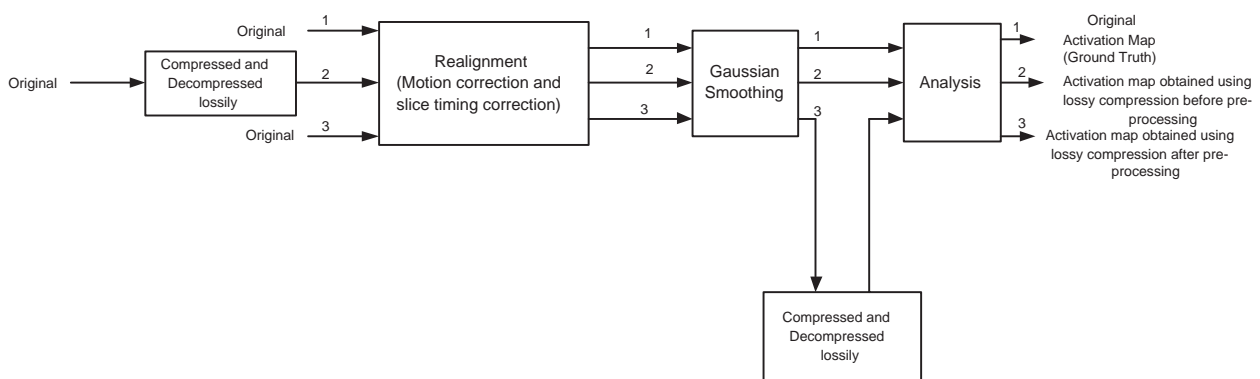 Original
Compressed and
Decompressed
lossily
Original
1
2
Original
3
Realignment
(Motion correction and
slice timing correction)
1
2
3
Gaussian
Smoothing
1
2
3
Compressed and
Decompressed
lossily
Analysis
1
Original
Activation Map
(Ground Truth)
2
Activation map obtained using
lossy compression before pre-
processing
3
Activation map obtained using
lossy compression after pre-
processing